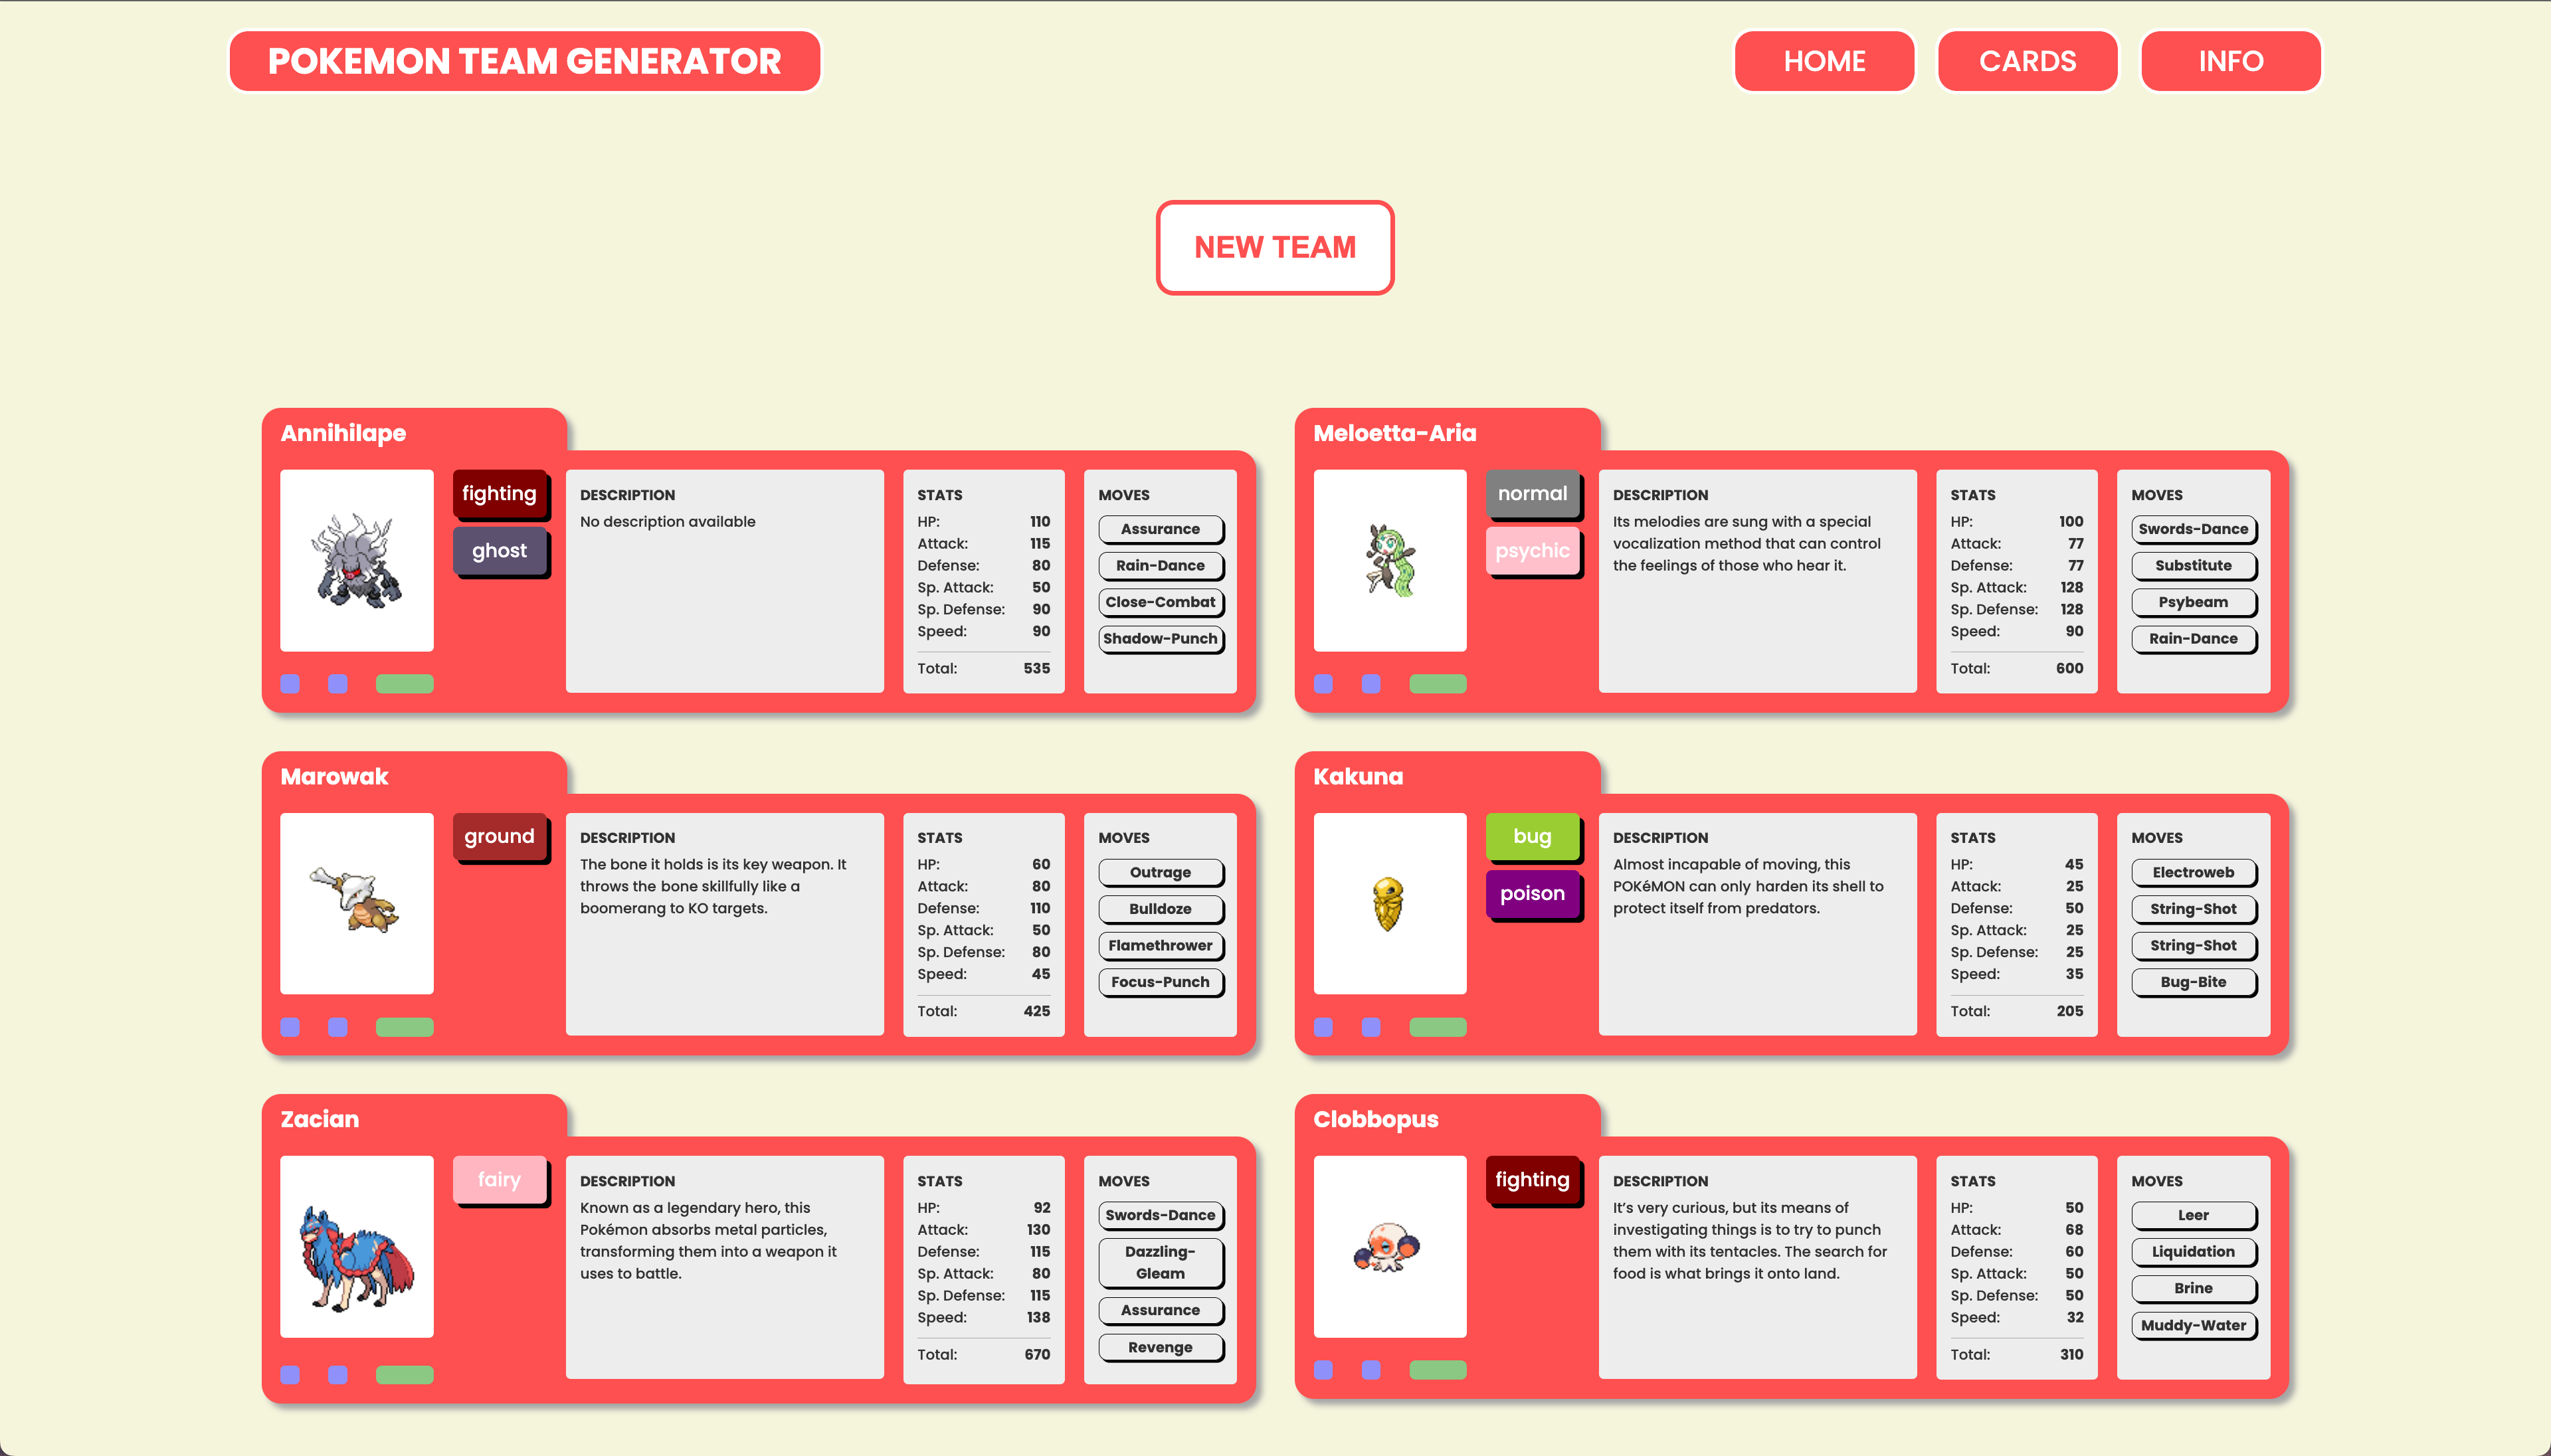 POKEMON TEAM GENERATOR
HOME
CARDS
INFO
NEW TEAM
Annihilape
fighting
ghost
DESCRIPTION
No description available
STATS
HP: 110
Attack: 115
Defense: 80
Sp. Attack: 50
Sp. Defense: 90
Speed: 90
Total: 535
MOVES
Assurance
Rain-Dance
Close-Combat
Shadow-Punch
Meloetta-Aria
normal
psychic
DESCRIPTION
Its melodies are sung with a special
vocalization method that can control
the feelings of those who hear it.
STATS
HP: 100
Attack: 77
Defense: 77
Sp. Attack: 128
Sp. Defense: 128
Speed: 90
Total: 600
MOVES
Swords-Dance
Substitute
Psybeam
Rain-Dance
Marowak
ground
DESCRIPTION
The bone it holds is its key weapon. It
throws the bone skillfully like a
boomerang to KO targets.
STATS
HP: 60
Attack: 80
Defense: 110
Sp. Attack: 50
Sp. Defense: 80
Speed: 45
Total: 425
MOVES
Outrage
Bulldoze
Flamethrower
Focus-Punch
Kakuna
bug
poison
DESCRIPTION
Almost incapable of moving, this
POKéMON can only harden its shell to
protect itself from predators.
STATS
HP: 45
Attack: 25
Defense: 50
Sp. Attack: 25
Sp. Defense: 25
Speed: 35
Total: 205
MOVES
Electroweb
String-Shot
String-Shot
Bug-Bite
Zacian
fairy
DESCRIPTION
Known as a legendary hero, this
Pokémon absorbs metal particles,
transforming them into a weapon it
uses to battle.
STATS
HP: 92
Attack: 130
Defense: 115
Sp. Attack: 80
Sp. Defense: 115
Speed: 138
Total: 670
MOVES
Swords-Dance
Dazzling-
Gleam
Assurance
Revenge
Clobbopus
fighting
DESCRIPTION
It’s very curious, but its means of
investigating things is to try to punch
them with its tentacles. The search for
food is what brings it onto land.
STATS
HP: 50
Attack: 68
Defense: 60
Sp. Attack: 50
Sp. Defense: 50
Speed: 32
Total: 310
MOVES
Leer
Liquidation
Brine
Muddy-Water